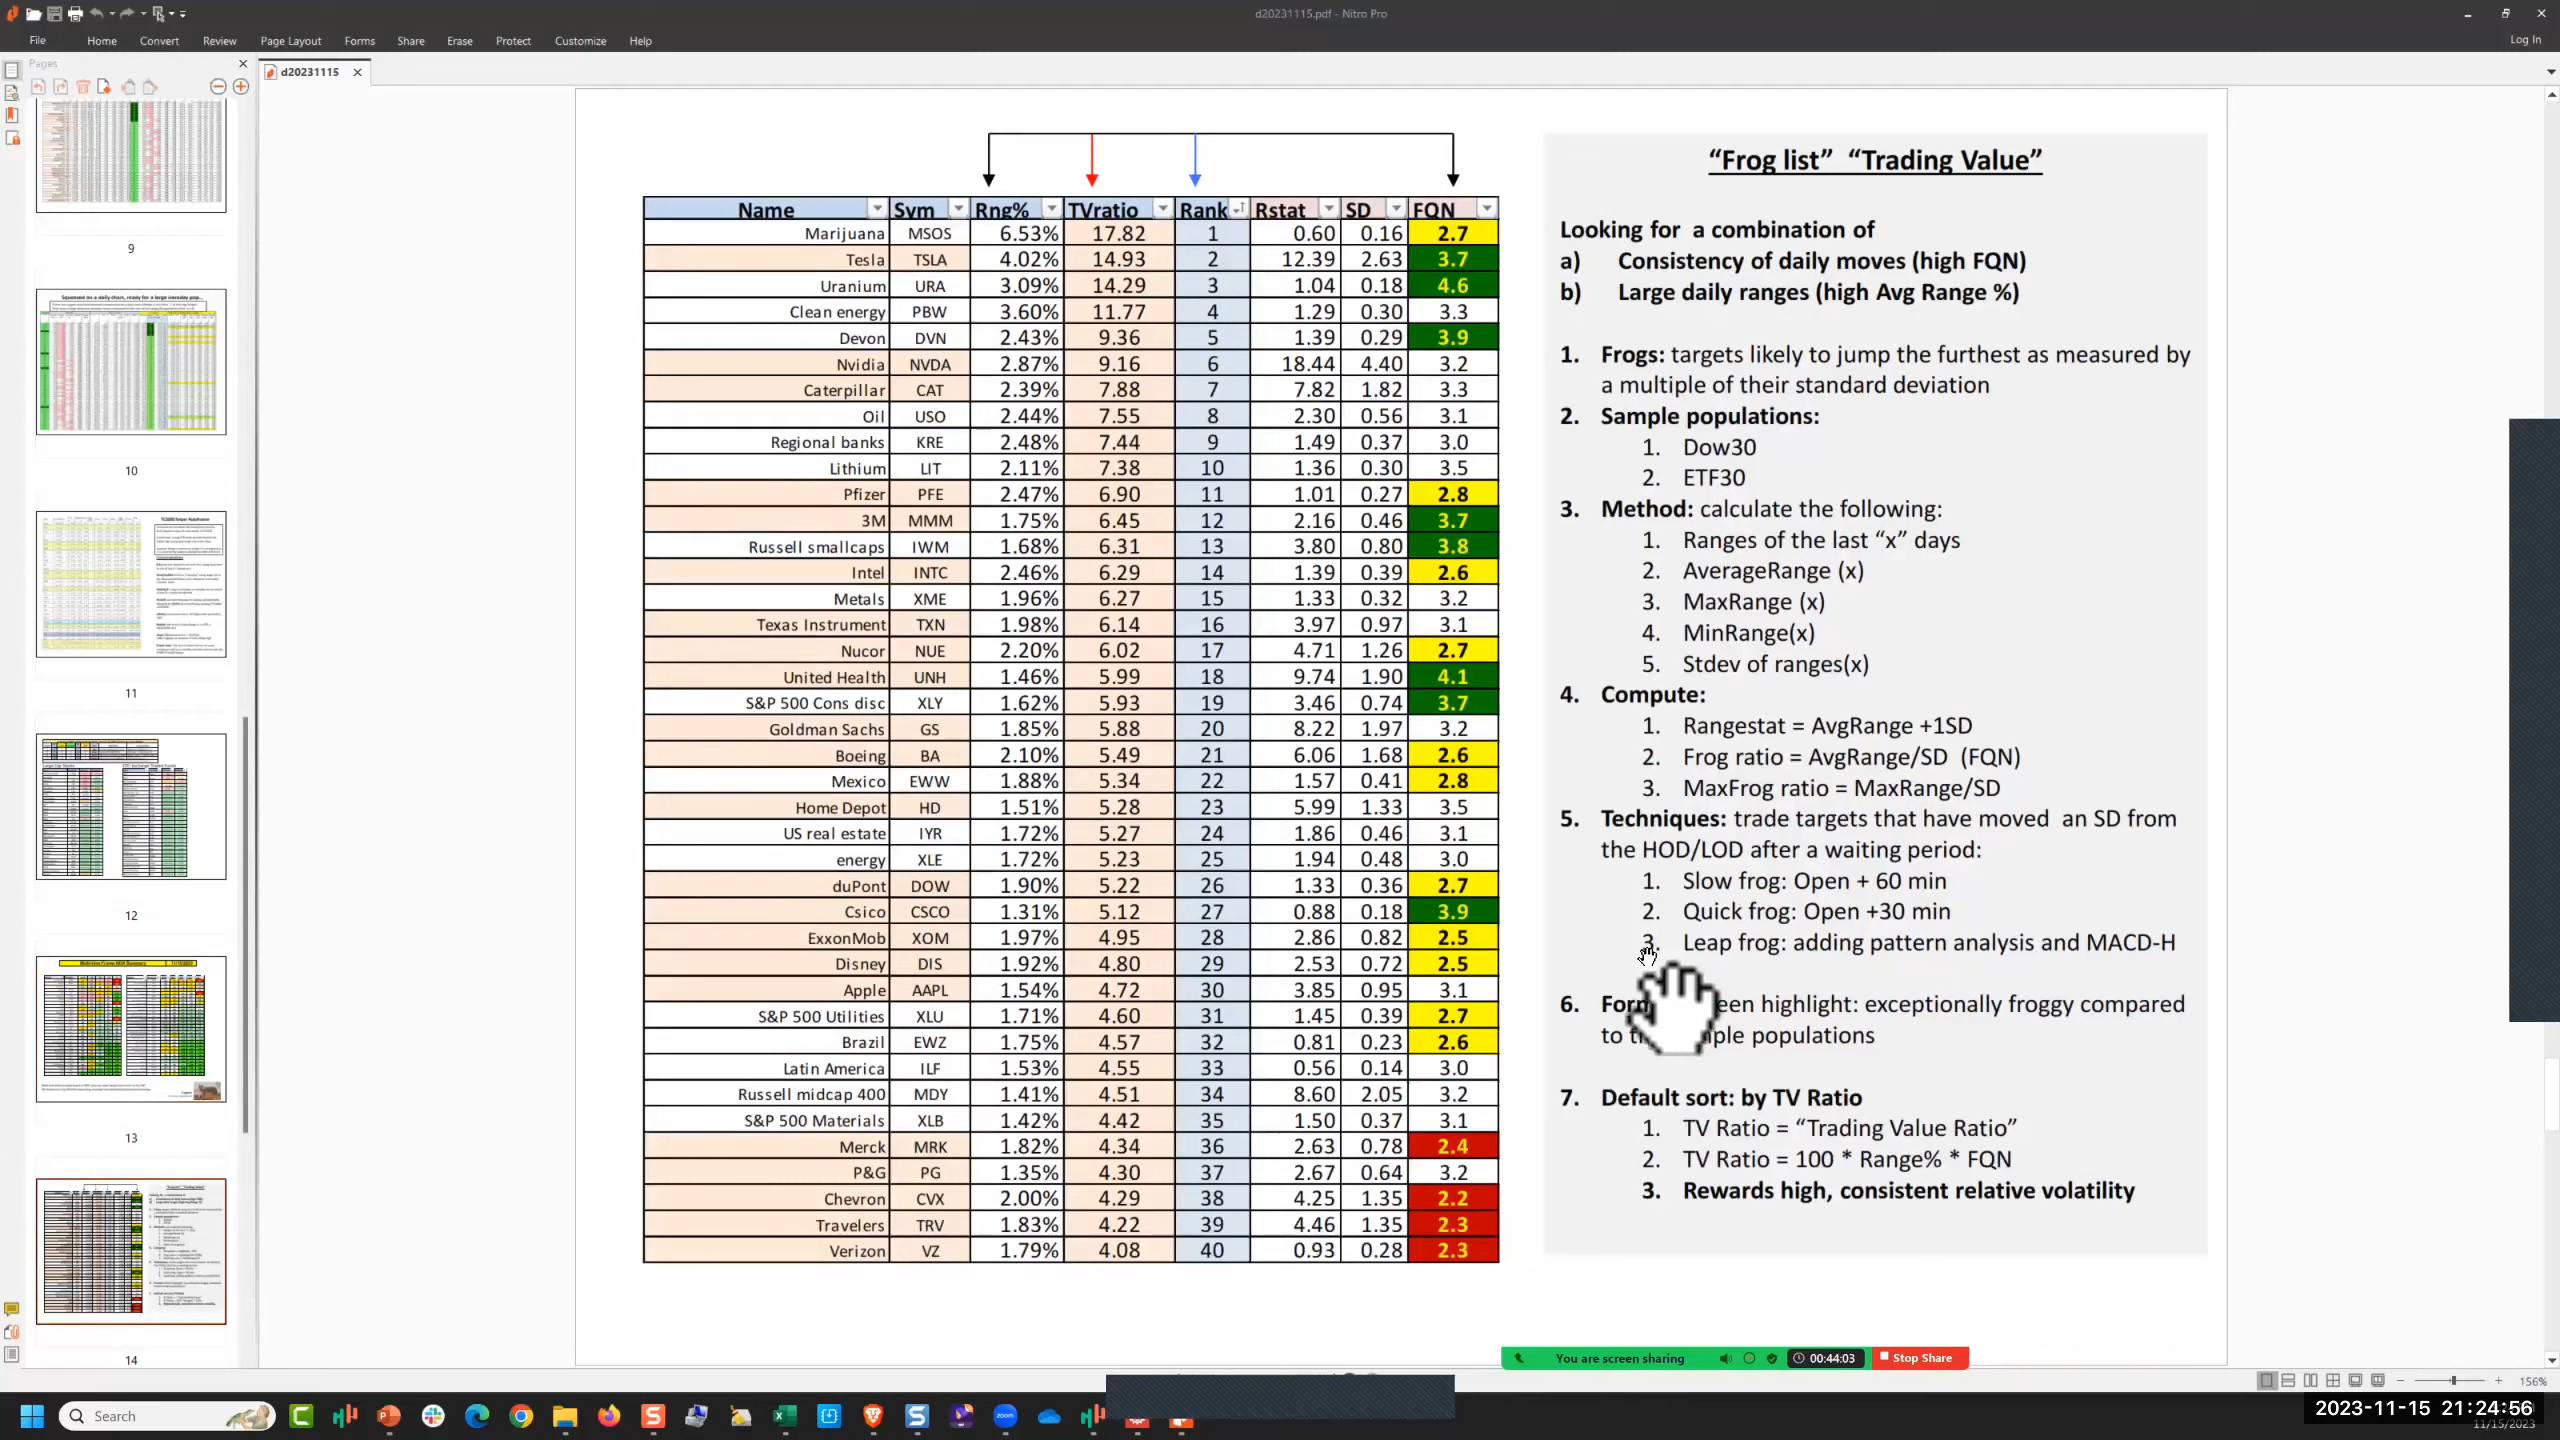 d20231115.pdf - Nitro Pro
File Home Convert Review Page Layout Forms Share Erase Protect Customize Help
Log In
Pages
d20231115
9
10
11
12
13
14
Name Sym Rng% TVratio Rank Rstat SD FQN
Marijuana MSOS 6.53% 17.82 1 0.60 0.16 2.7
Tesla TSLA 4.02% 14.93 2 12.39 2.63 3.7
Uranium URA 3.09% 14.29 3 1.04 0.18 4.6
Clean energy PBW 3.60% 11.77 4 1.29 0.30 3.3
Devon DVN 2.43% 9.36 5 1.39 0.29 3.9
Nvidia NVDA 2.87% 9.16 6 18.44 4.40 3.2
Caterpillar CAT 2.39% 7.88 7 7.82 1.82 3.3
Oil USO 2.44% 7.55 8 2.30 0.56 3.1
Regional banks KRE 2.48% 7.44 9 1.49 0.37 3.0
Lithium LIT 2.11% 7.38 10 1.36 0.30 3.5
Pfizer PFE 2.47% 6.90 11 1.01 0.27 2.8
3M MMM 1.75% 6.45 12 2.16 0.46 3.7
Russell smallcaps IWM 1.68% 6.31 13 3.80 0.80 3.8
Intel INTC 2.46% 6.29 14 1.39 0.39 2.6
Metals XME 1.96% 6.27 15 1.33 0.32 3.2
Texas Instrument TXN 1.98% 6.14 16 3.97 0.97 3.1
Nucor NUE 2.20% 6.02 17 4.71 1.26 2.7
United Health UNH 1.46% 5.99 18 9.74 1.90 4.1
S&P 500 Cons disc XLY 1.62% 5.93 19 3.46 0.74 3.7
Goldman Sachs GS 1.85% 5.88 20 8.22 1.97 3.2
Boeing BA 2.10% 5.49 21 6.06 1.68 2.6
Mexico EWW 1.88% 5.34 22 1.57 0.41 2.8
Home Depot HD 1.51% 5.28 23 5.99 1.33 3.5
US real estate IYR 1.72% 5.27 24 1.86 0.46 3.1
energy XLE 1.72% 5.23 25 1.94 0.48 3.0
duPont DOW 1.90% 5.22 26 1.33 0.36 2.7
Csico CSCO 1.31% 5.12 27 0.88 0.18 3.9
ExxonMob XOM 1.97% 4.95 28 2.86 0.82 2.5
Disney DIS 1.92% 4.80 29 2.53 0.72 2.5
Apple AAPL 1.54% 4.72 30 3.85 0.95 3.1
S&P 500 Utilities XLU 1.71% 4.60 31 1.45 0.39 2.7
Brazil EWZ 1.75% 4.57 32 0.81 0.23 2.6
Latin America ILF 1.53% 4.55 33 0.56 0.14 3.0
Russell midcap 400 MDY 1.41% 4.51 34 8.60 2.05 3.2
S&P 500 Materials XLB 1.42% 4.42 35 1.50 0.37 3.1
Merck MRK 1.82% 4.34 36 2.63 0.78 2.4
P&G PG 1.35% 4.30 37 2.67 0.64 3.2
Chevron CVX 2.00% 4.29 38 4.25 1.35 2.2
Travelers TRV 1.83% 4.22 39 4.46 1.35 2.3
Verizon VZ 1.79% 4.08 40 0.93 0.28 2.3
“Frog list” “Trading Value”
Looking for a combination of
a) Consistency of daily moves (high FQN)
b) Large daily ranges (high Avg Range %)
1. Frogs: targets likely to jump the furthest as measured by
a multiple of their standard deviation
2. Sample populations:
1. Dow30
2. ETF30
3. Method: calculate the following:
1. Ranges of the last “x” days
2. AverageRange (x)
3. MaxRange (x)
4. MinRange(x)
5. Stdev of ranges(x)
4. Compute:
1. Rangestat = AvgRange +1SD
2. Frog ratio = AvgRange/SD (FQN)
3. MaxFrog ratio = MaxRange/SD
5. Techniques: trade targets that have moved an SD from
the HOD/LOD after a waiting period:
1. Slow frog: Open + 60 min
2. Quick frog: Open +30 min
3. Leap frog: adding pattern analysis and MACD-H
6. highlight: exceptionally froggy compared
to populations
7. Default sort: by TV Ratio
1. TV Ratio = “Trading Value Ratio”
2. TV Ratio = 100 * Range% * FQN
3. Rewards high, consistent relative volatility
You are screen sharing 00:44:03 Stop Share
156%
Search
zoom
2023-11-15 21:24:56
11/15/2023